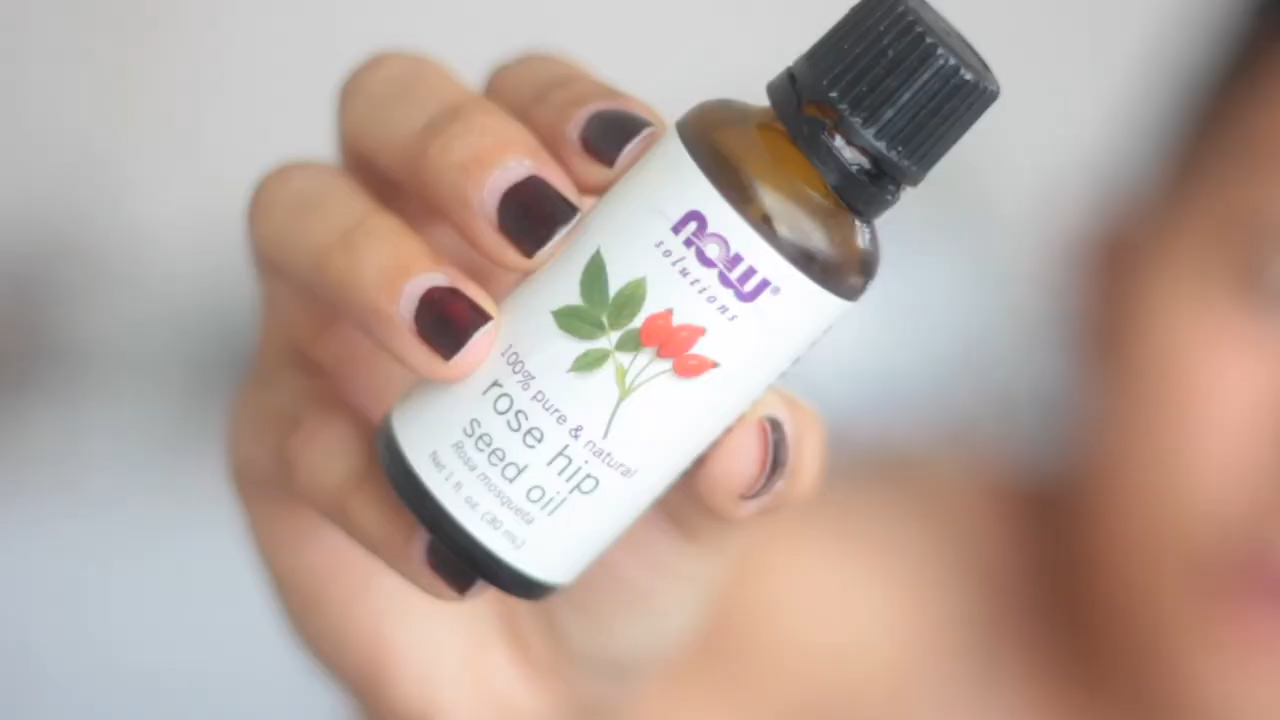 NOW®
solutions
100% pure & natural
rose hip
seed oil
Rosa mosqueta
Net 1 fl. oz. (30 mL)